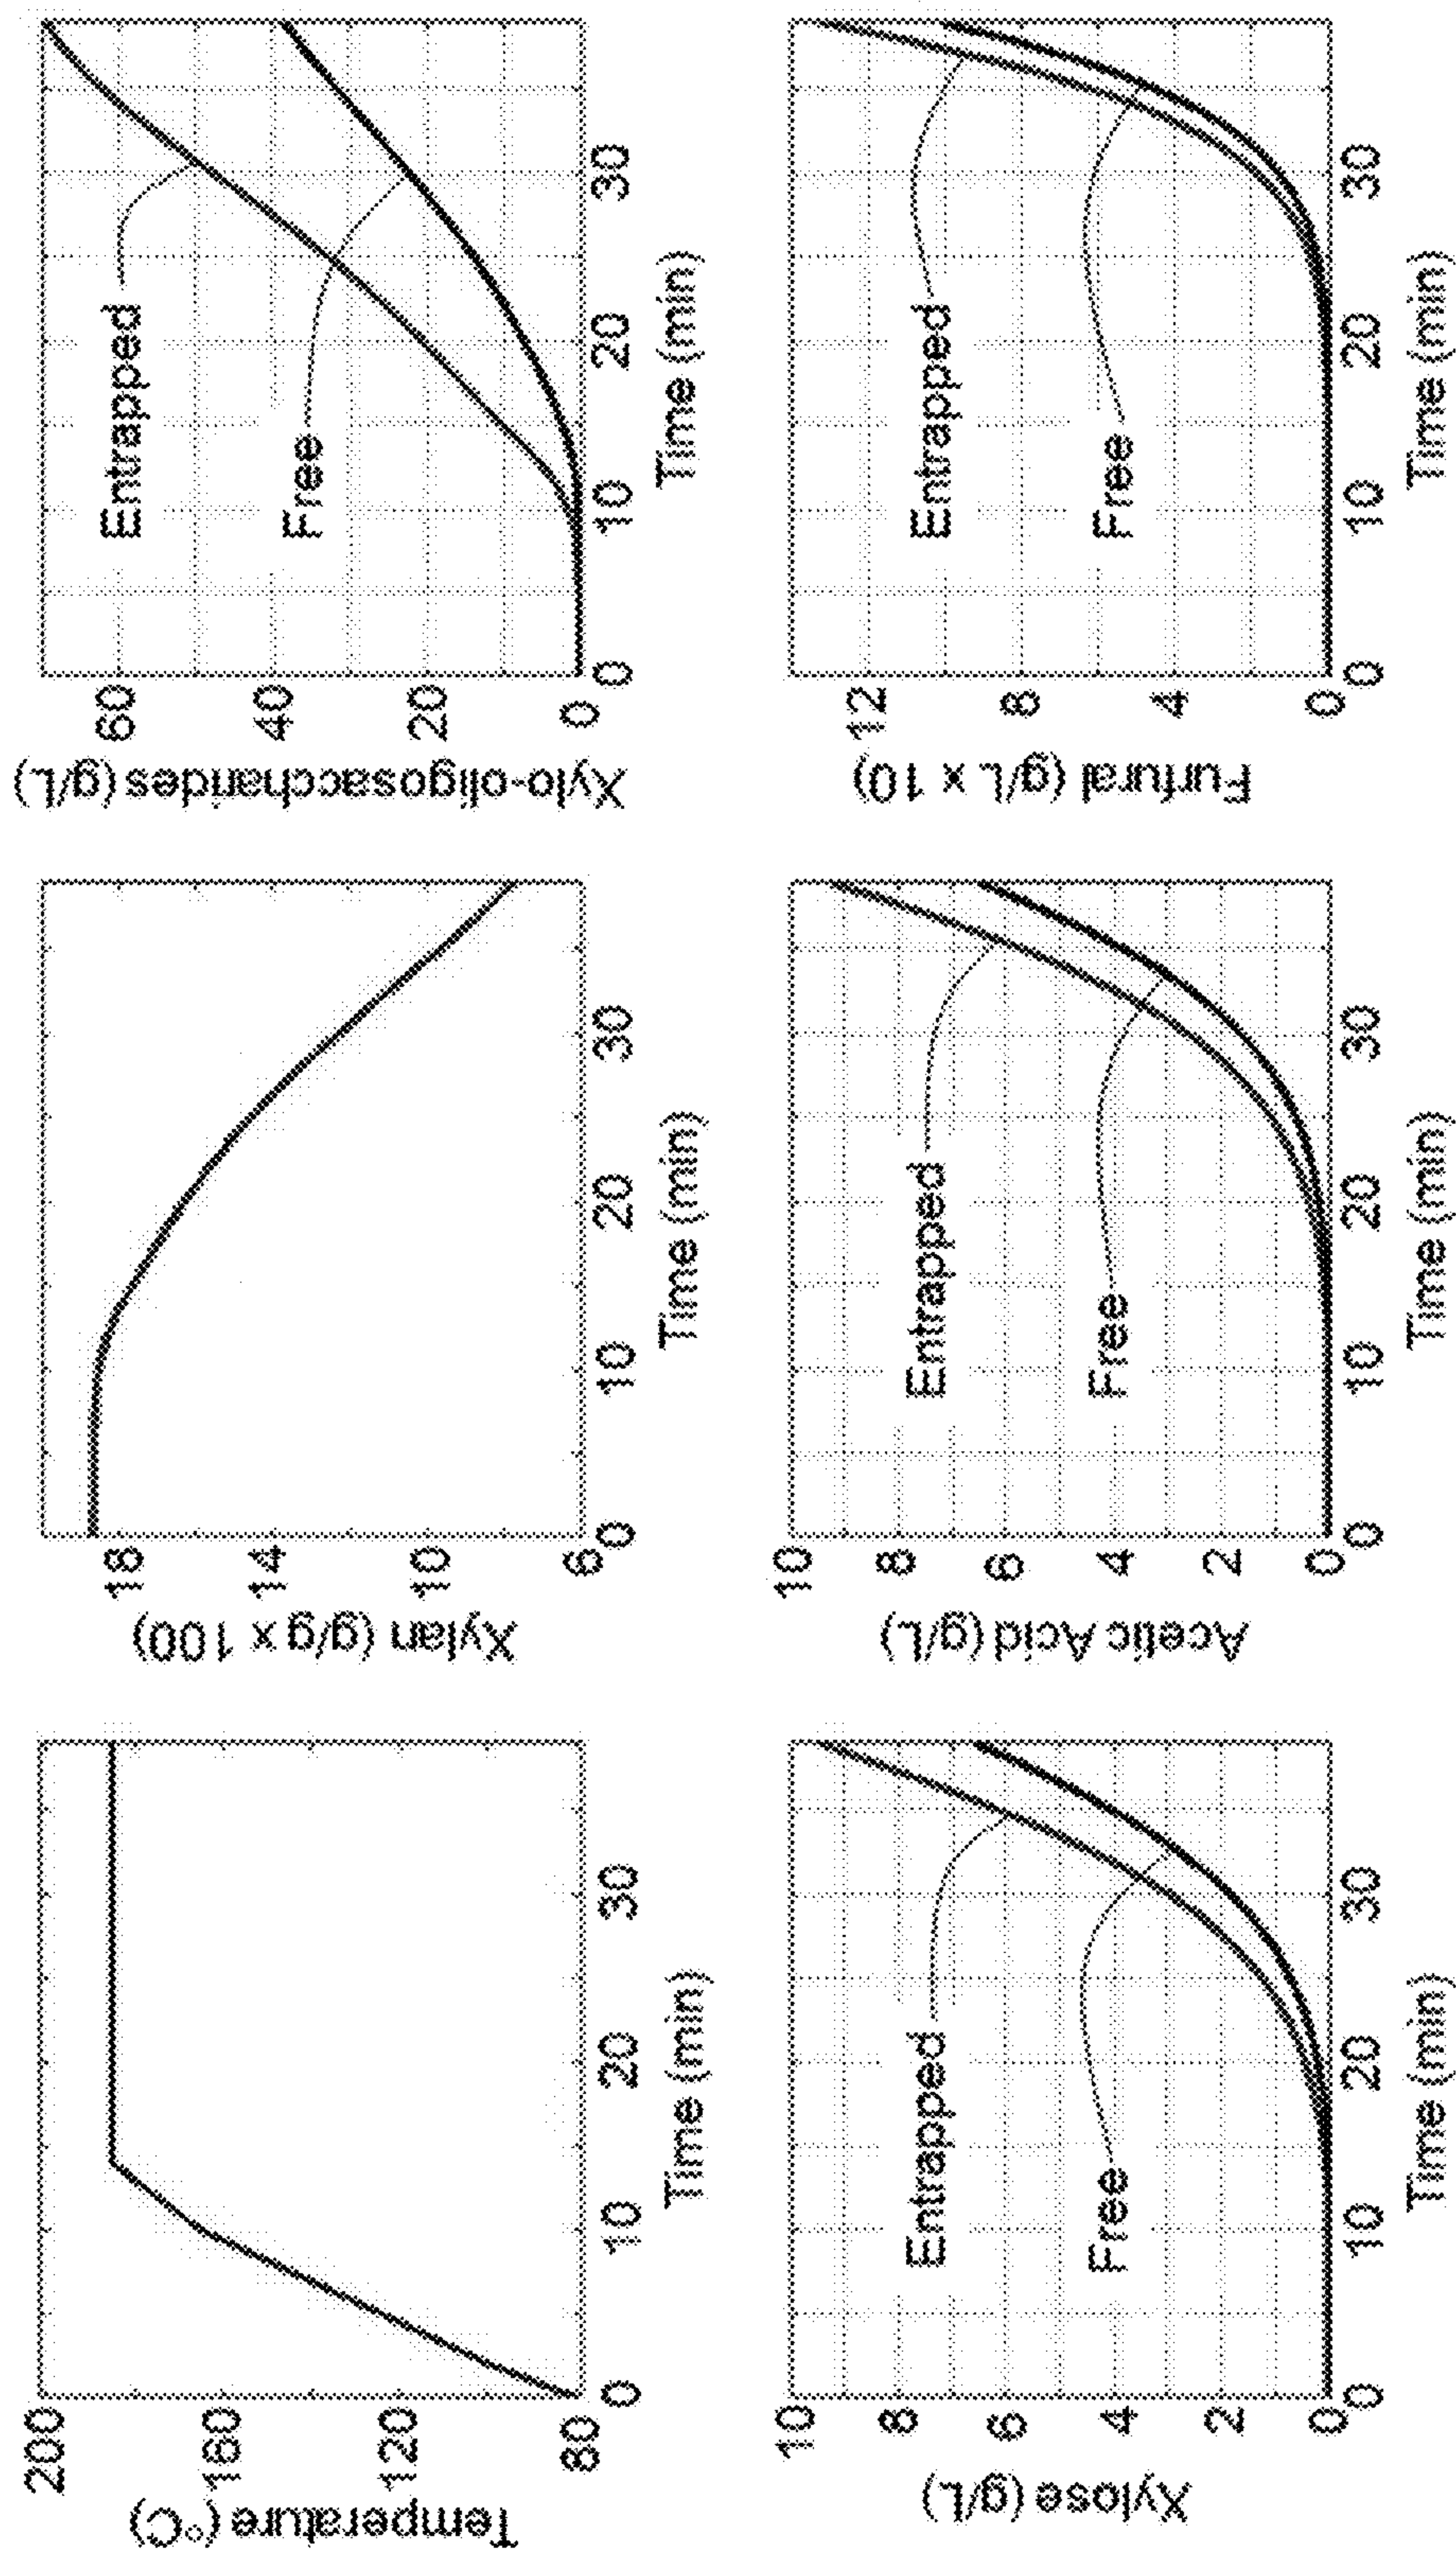 Temperature (°C)
200
160
120
80
0
10
20
30
Time (min)
Xylan (g/g x 100)
18
14
10
6
0
10
20
30
Time (min)
Xylo-oligosaccharides (g/L)
60
40
20
0
0
10
20
30
Time (min)
Entrapped
Free
Xylose (g/L)
10
8
6
4
2
0
0
10
20
30
Time (min)
Entrapped
Free
Acetic Acid (g/L)
10
8
6
4
2
0
0
10
20
30
Time (min)
Entrapped
Free
Furfural (g/L x 10)
12
8
4
0
0
10
20
30
Time (min)
Entrapped
Free